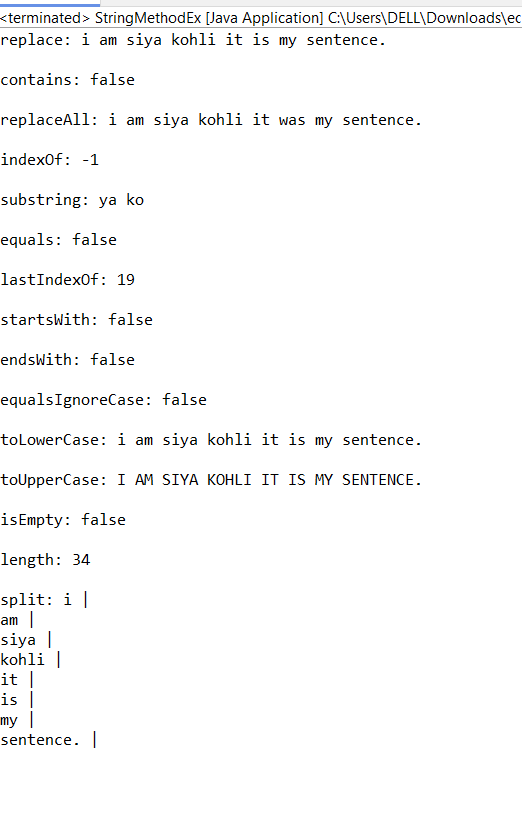 <terminated> StringMethodEx [Java Application] C:\Users\DELL\Downloads\ec
replace: i am siya kohli it is my sentence.
contains: false
replaceAll: i am siya kohli it was my sentence.
indexOf: -1
substring: ya ko
equals: false
lastIndexOf: 19
startsWith: false
endsWith: false
equalsIgnoreCase: false
toLowerCase: i am siya kohli it is my sentence.
toUpperCase: I AM SIYA KOHLI IT IS MY SENTENCE.
isEmpty: false
length: 34
split: i |
am |
siya |
kohli |
it |
is |
my |
sentence. |